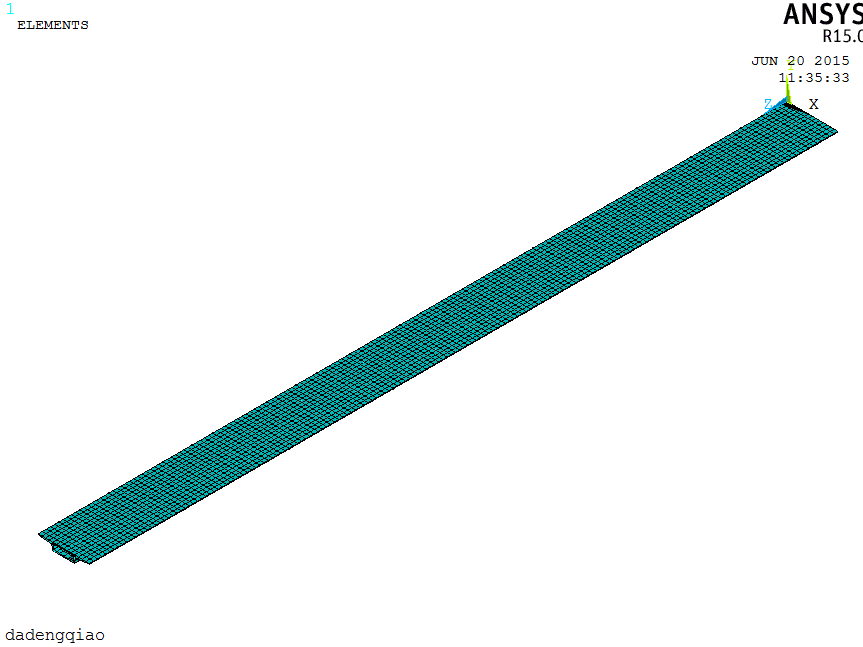 1
ELEMENTS
ANSYS
R15.0
JUN 20 2015
11:35:33
Y
Z
X
dadengqiao